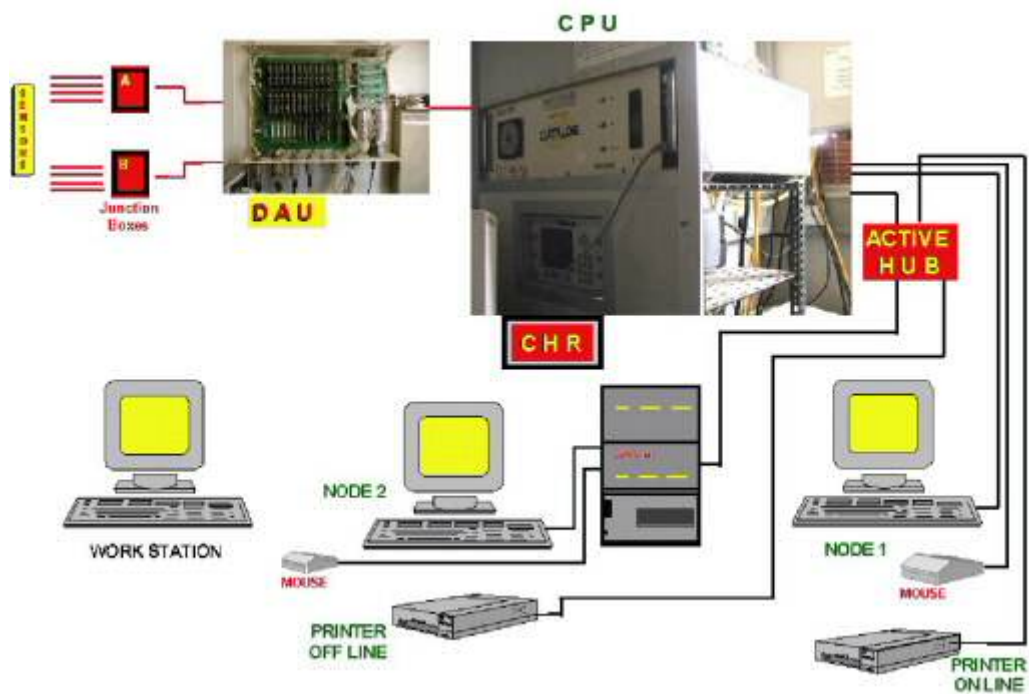 CPU
SENSORS
A
B
Junction
Boxes
DAU
ACTIVE
HUB
CHR
NODE 2
WORK STATION
NODE 1
MOUSE
MOUSE
PRINTER
OFF LINE
PRINTER
ON LINE